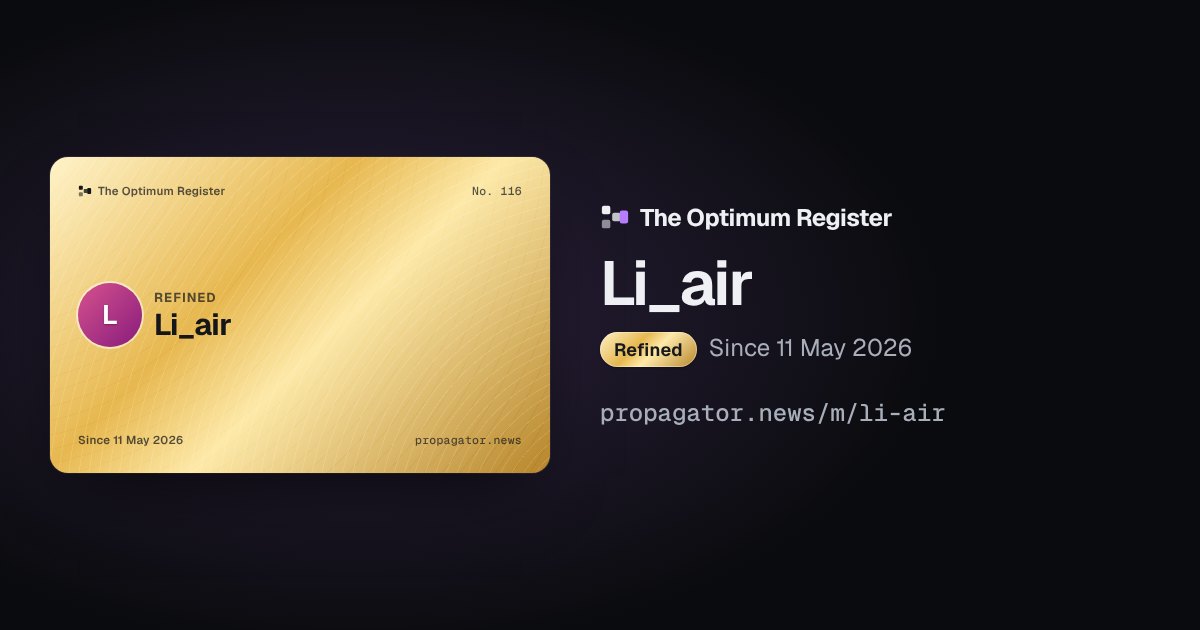 The Optimum Register
No. 116
L
REFINED
Li_air
Since 11 May 2026
propagator.news
The Optimum Register
Li_air
Refined
Since 11 May 2026
propagator.news/m/li-air